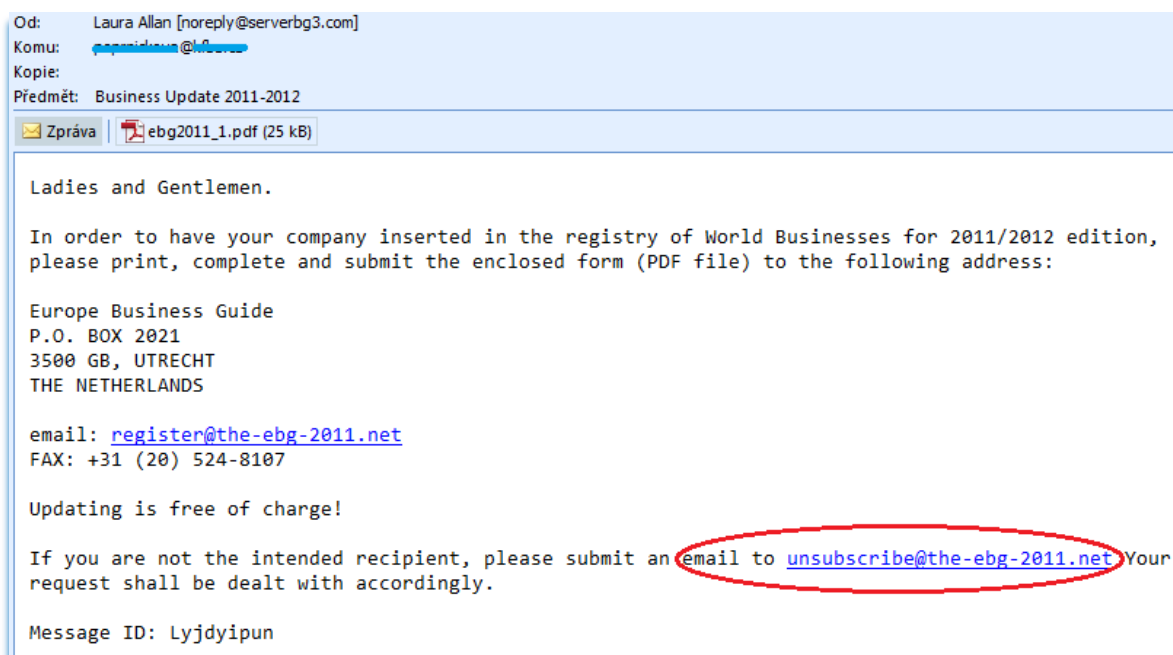 Od: Laura Allan [noreply@serverbg3.com]
Komu: @
Kopie:
Předmět: Business Update 2011-2012
Zpráva ebg2011_1.pdf (25 kB)
Ladies and Gentlemen.
In order to have your company inserted in the registry of World Businesses for 2011/2012 edition,
please print, complete and submit the enclosed form (PDF file) to the following address:
Europe Business Guide
P.O. BOX 2021
3500 GB, UTRECHT
THE NETHERLANDS
email: register@the-ebg-2011.net
FAX: +31 (20) 524-8107
Updating is free of charge!
If you are not the intended recipient, please submit an email to unsubscribe@the-ebg-2011.net Your
request shall be dealt with accordingly.
Message ID: Lyjdyipun